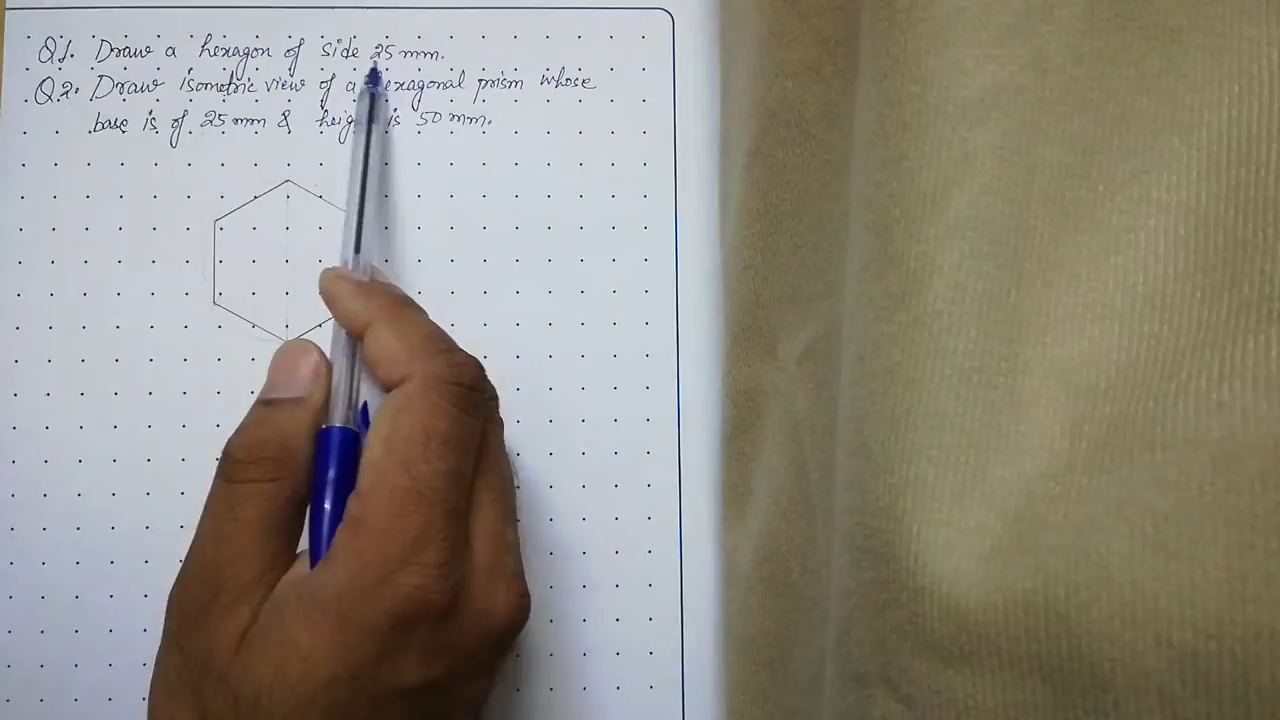 Q1. Draw a hexagon of side 25 mm.
Q2. Draw isometric view of a hexagonal prism whose
base is of 25 mm & height is 50 mm.